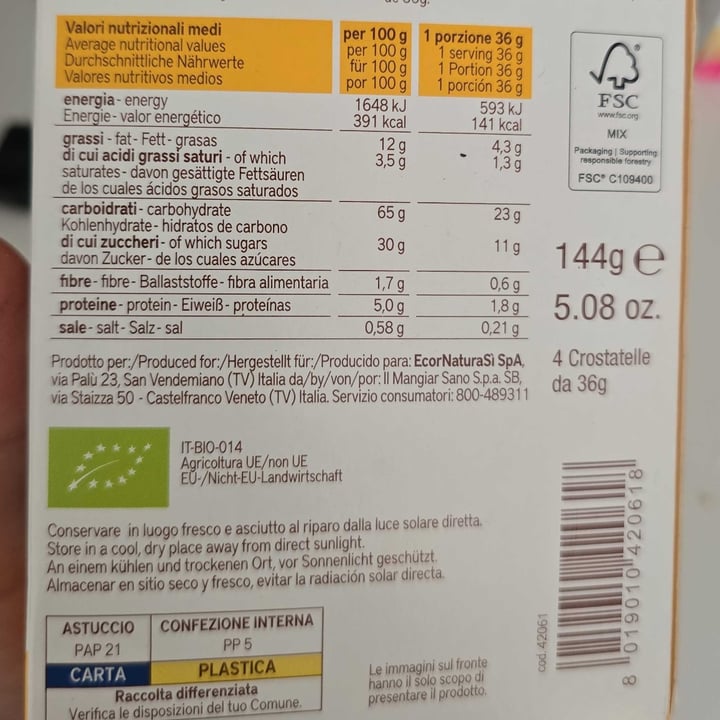 Valori nutrizionali medi
Average nutritional values
Durchschnittliche Nährwerte
Valores nutritivos medios
per 100 g
per 100 g
für 100 g
por 100 g
1 porzione 36 g
1 serving 36 g
1 Portion 36 g
1 porción 36 g
energia - energy
Energie - valor energético
1648 kJ
391 kcal
593 kJ
141 kcal
grassi - fat - Fett - grasas
di cui acidi grassi saturi - of which
saturates - davon gesättigte Fettsäuren
de los cuales ácidos grasos saturados
12 g
3,5 g
4,3 g
1,3 g
carboidrati - carbohydrate
Kohlenhydrate - hidratos de carbono
di cui zuccheri - of which sugars
davon Zucker - de los cuales azúcares
65 g
30 g
23 g
11 g
fibre - fibre - Ballaststoffe - fibra alimentaria 1,7 g 0,6 g
proteine - protein - Eiweiß - proteínas 5,0 g 1,8 g
sale - salt - Salz - sal 0,58 g 0,21 g
Prodotto per:/Produced for:/Hergestellt für:/Producido para: EcorNaturaSì SpA,
via Palù 23, San Vendemiano (TV) Italia da/by/von/por: Il Mangiar Sano S.p.a. SB,
via Staizza 50 - Castelfranco Veneto (TV) Italia. Servizio consumatori: 800-489311
FSC
www.fsc.org
MIX
Packaging | Supporting
responsible forestry
FSC® C109400
144g e
5.08 oz.
4 Crostatelle
da 36g
IT-BIO-014
Agricoltura UE/non UE
EU-/Nicht-EU-Landwirtschaft
Conservare in luogo fresco e asciutto al riparo dalla luce solare diretta.
Store in a cool, dry place away from direct sunlight.
An einem kühlen und trockenen Ort, vor Sonnenlicht geschützt.
Almacenar en sitio seco y fresco, evitar la radiación solar directa.
ASTUCCIO
PAP 21
CARTA
CONFEZIONE INTERNA
PP 5
PLASTICA
Raccolta differenziata
Verifica le disposizioni del tuo Comune.
Le immagini sul fronte
hanno il solo scopo di
presentare il prodotto.
cod. 42061
8 019010 420618